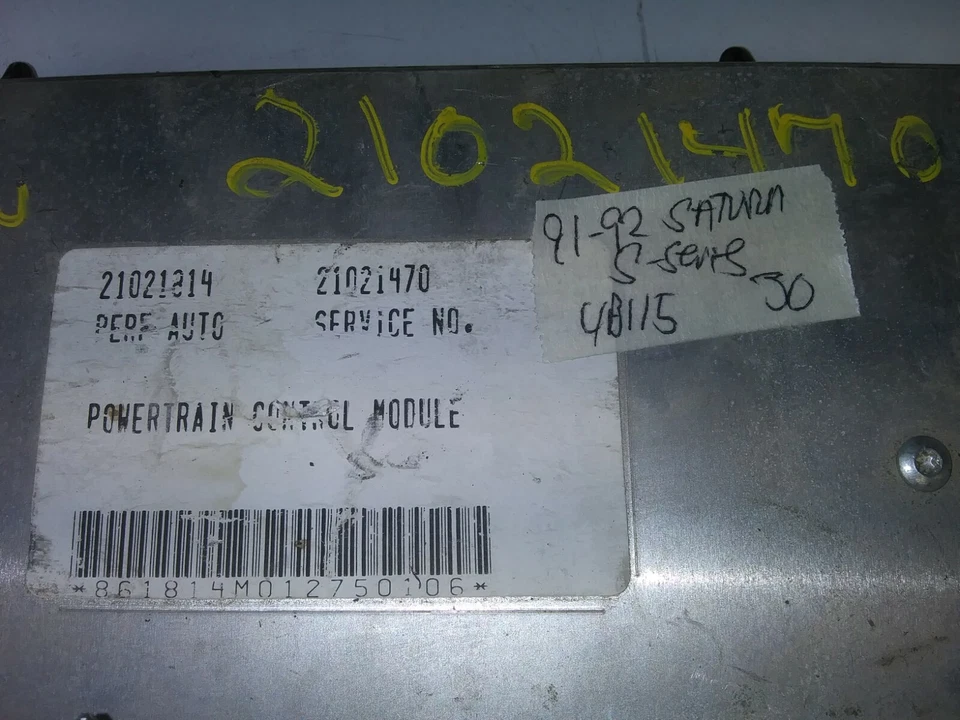 21021470
91-92 SATURN
S-series
4B115 30
21021814 21021470
PERF AUTO SERVICE NO.
POWERTRAIN CONTROL MODULE
*861814M012750106*